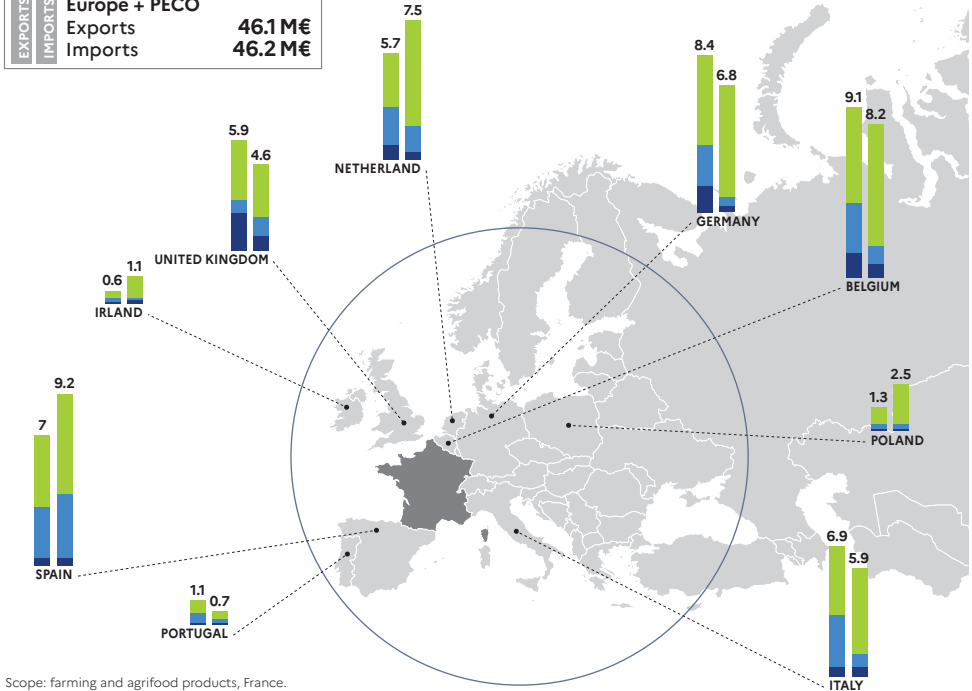 EXPORTS
IMPORTS
Europe + PECO
Exports 46.1 M€
Imports 46.2 M€
5.7 7.5
NETHERLAND
8.4 6.8
GERMANY
9.1 8.2
BELGIUM
5.9 4.6
UNITED KINGDOM
0.6 1.1
IRLAND
7 9.2
SPAIN
1.3 2.5
POLAND
1.1 0.7
PORTUGAL
6.9 5.9
ITALY
Scope: farming and agrifood products, France.